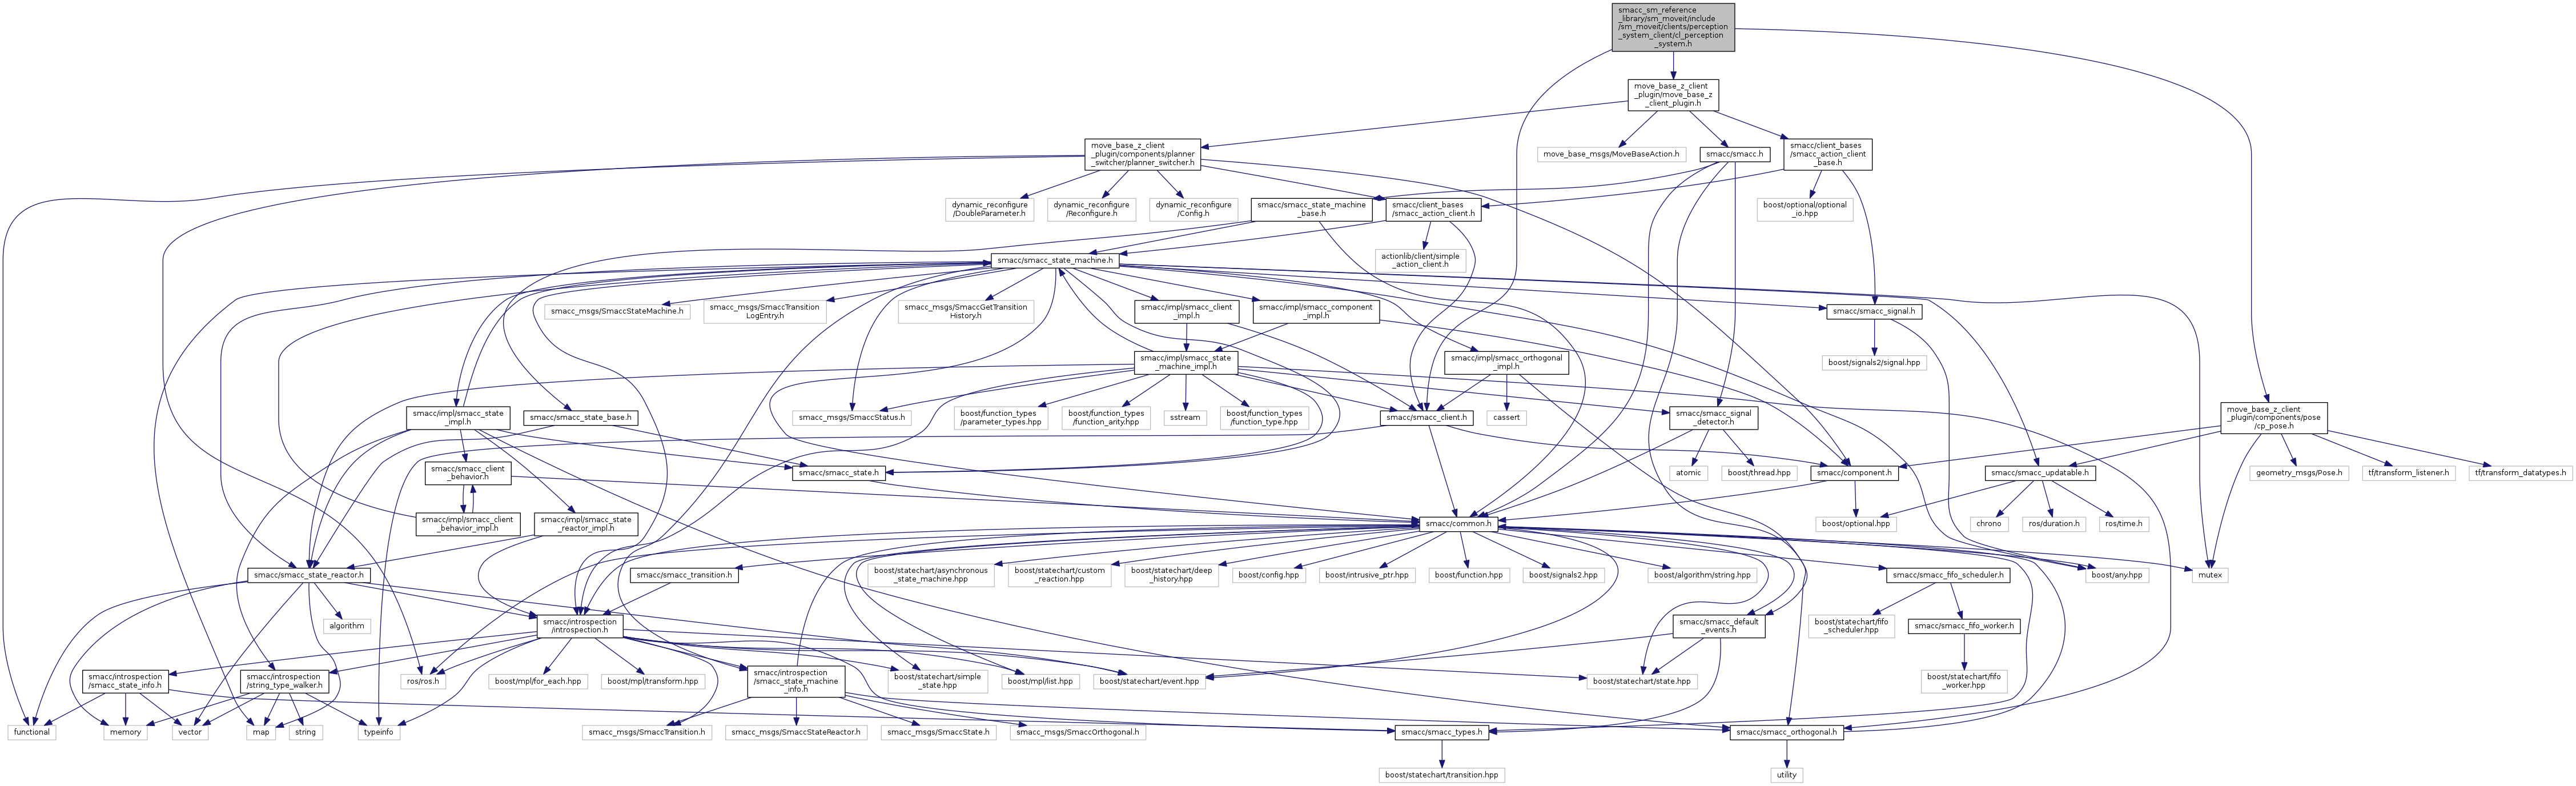 smacc_sm_reference
_library/sm_moveit/include
/sm_moveit/clients/perception
_system_client/cl_perception
_system.h
move_base_z_client
_plugin/move_base_z
_client_plugin.h
move_base_z_client
_plugin/components/planner
_switcher/planner_switcher.h
move_base_msgs/MoveBaseAction.h
smacc/smacc.h
smacc/client_bases
/smacc_action_client
_base.h
dynamic_reconfigure
/DoubleParameter.h
dynamic_reconfigure
/Reconfigure.h
dynamic_reconfigure
/Config.h
smacc/smacc_state_machine
_base.h
smacc/client_bases
/smacc_action_client.h
boost/optional/optional
_io.hpp
smacc/smacc_state_machine.h
actionlib/client/simple
_action_client.h
smacc_msgs/SmaccStateMachine.h
smacc_msgs/SmaccTransition
LogEntry.h
smacc_msgs/SmaccGetTransition
History.h
smacc/impl/smacc_client
_impl.h
smacc/impl/smacc_component
_impl.h
smacc/smacc_signal.h
smacc/impl/smacc_state
_machine_impl.h
smacc/impl/smacc_orthogonal
_impl.h
boost/signals2/signal.hpp
smacc/impl/smacc_state
_impl.h
smacc/smacc_state_base.h
smacc_msgs/SmaccStatus.h
boost/function_types
/parameter_types.hpp
boost/function_types
/function_arity.hpp
sstream
boost/function_types
/function_type.hpp
smacc/smacc_client.h
cassert
smacc/smacc_signal
_detector.h
move_base_z_client
_plugin/components/pose
/cp_pose.h
smacc/smacc_client
_behavior.h
smacc/smacc_state.h
atomic
boost/thread.hpp
smacc/component.h
smacc/smacc_updatable.h
geometry_msgs/Pose.h
tf/transform_listener.h
tf/transform_datatypes.h
smacc/impl/smacc_client
_behavior_impl.h
smacc/impl/smacc_state
_reactor_impl.h
smacc/common.h
boost/optional.hpp
chrono
ros/duration.h
ros/time.h
smacc/smacc_state_reactor.h
smacc/smacc_transition.h
boost/statechart/asynchronous
_state_machine.hpp
boost/statechart/custom
_reaction.hpp
boost/statechart/deep
_history.hpp
boost/config.hpp
boost/intrusive_ptr.hpp
boost/function.hpp
boost/signals2.hpp
boost/algorithm/string.hpp
smacc/smacc_fifo_scheduler.h
boost/any.hpp
mutex
algorithm
smacc/introspection
/introspection.h
smacc/smacc_default
_events.h
boost/statechart/fifo
_scheduler.hpp
smacc/smacc_fifo_worker.h
smacc/introspection
/smacc_state_info.h
smacc/introspection
/string_type_walker.h
ros/ros.h
boost/mpl/for_each.hpp
boost/mpl/transform.hpp
smacc/introspection
/smacc_state_machine
_info.h
boost/statechart/simple
_state.hpp
boost/mpl/list.hpp
boost/statechart/event.hpp
boost/statechart/state.hpp
boost/statechart/fifo
_worker.hpp
functional
memory
vector
map
string
typeinfo
smacc_msgs/SmaccTransition.h
smacc_msgs/SmaccStateReactor.h
smacc_msgs/SmaccState.h
smacc_msgs/SmaccOrthogonal.h
smacc/smacc_types.h
smacc/smacc_orthogonal.h
boost/statechart/transition.hpp
utility